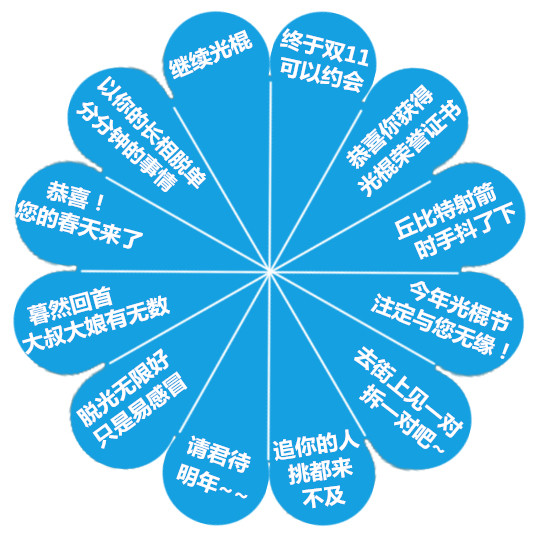 终于双11
可以约会
恭喜你获得
光棍荣誉证书
丘比特射箭
时手抖了下
今年光棍节
注定与您无缘！
去街上见一对
拆一对吧~
追你的人
挑都来
不及
请君待
明年~~
脱光无限好
只是易感冒
暮然回首
大叔大娘有无数
恭喜！
您的春天来了
以你的长相脱单
分分钟的事情
继续光棍